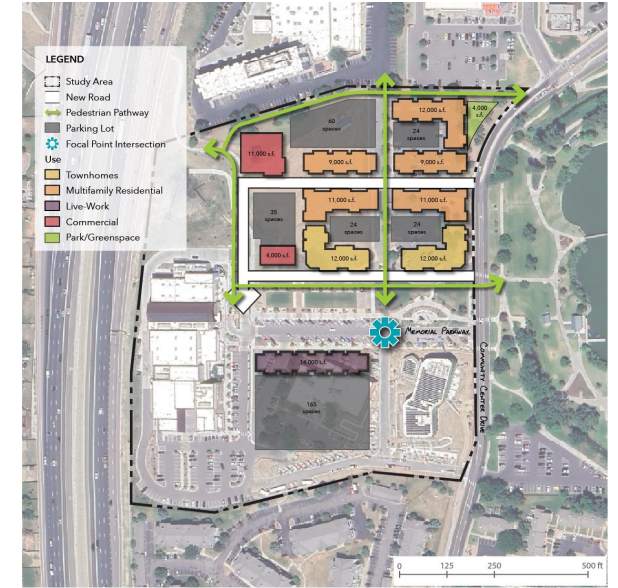 LEGEND
Study Area
New Road
Pedestrian Pathway
Parking Lot
Focal Point Intersection
Use
Townhomes
Multifamily Residential
Live-Work
Commercial
Park/Greenspace
60
spaces
12,000 s.f.
4,000
s.f.
24
spaces
11,000 s.f.
9,000 s.f.
9,000 s.f.
11,000 s.f.
11,000 s.f.
35
spaces
24
spaces
24
spaces
4,000 s.f.
12,000 s.f.
12,000 s.f.
MEMORIAL PARKWAY
COMMUNITY CENTER DRIVE
14,000 s.f.
165
spaces
0 125 250 500 ft